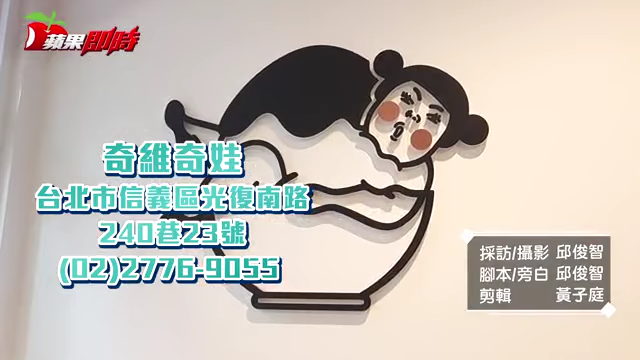 蘋果即時
奇維奇娃
台北市信義區光復南路
240巷23號
(02)2776-9055
採訪/攝影 邱俊智
腳本/旁白 邱俊智
剪輯 黃子庭